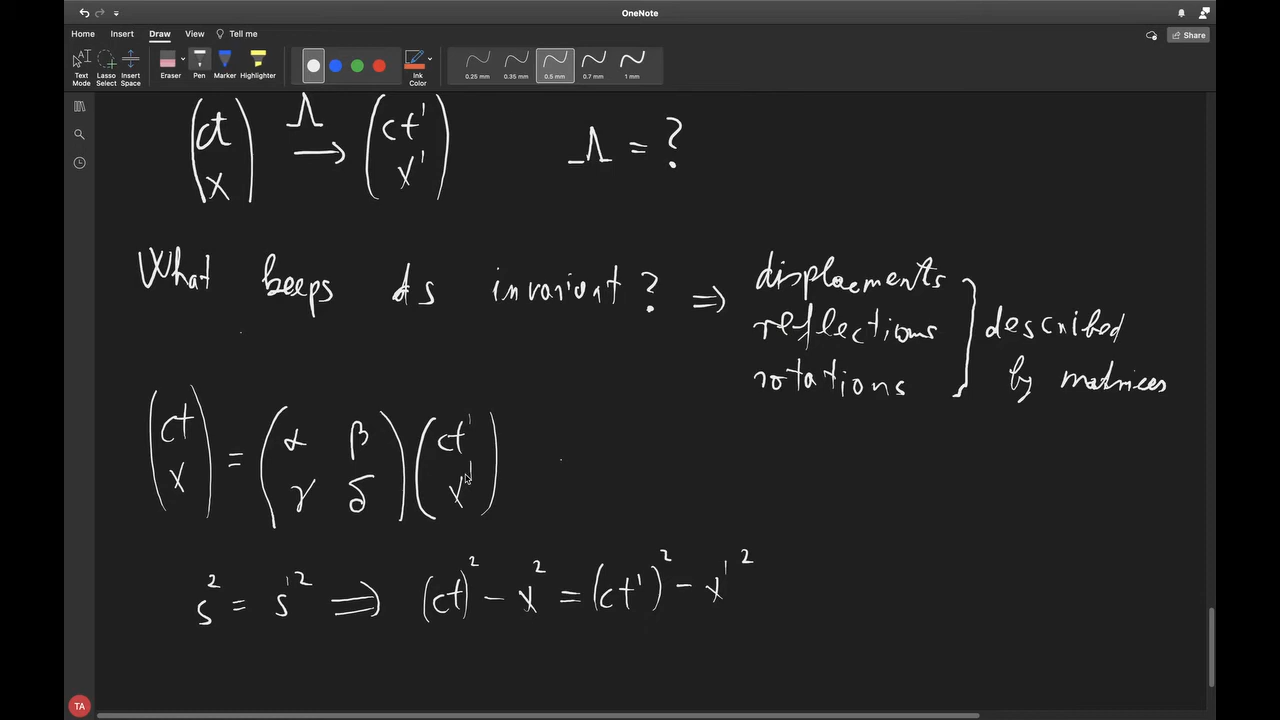 OneNote
Home Insert Draw View Tell me
Share
Text Mode Lasso Select Insert Space Eraser Pen Marker Highlighter Ink Color 0.25 mm 0.35 mm 0.5 mm 0.7 mm 1 mm
(ct x) Λ→ (ct' x') Λ = ?
What keeps ds invariant? ⇒ displacements
reflections } described
rotations by matrices
(ct x) = (α β γ δ) (ct' x')
s² = s'² ⟹ (ct)² − x² = (ct')² − x'²
TA